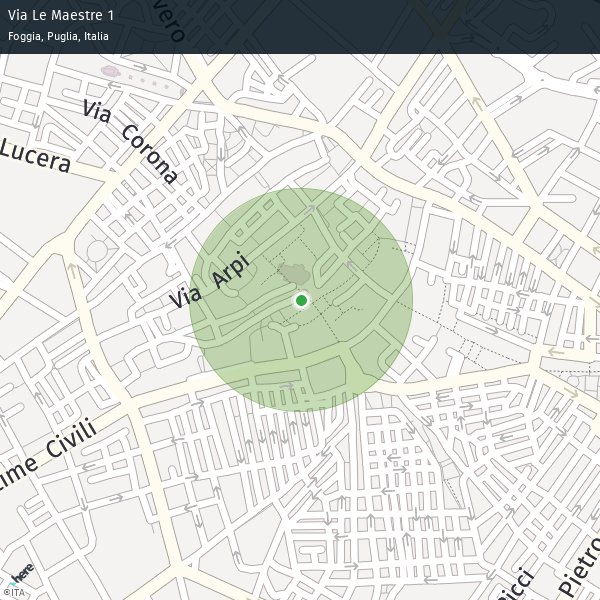 Via Le Maestre 1
Foggia, Puglia, Italia
vero
Via Corona
Lucera
Via Arpi
ime Civili
Pietro
icci
here
©ITA